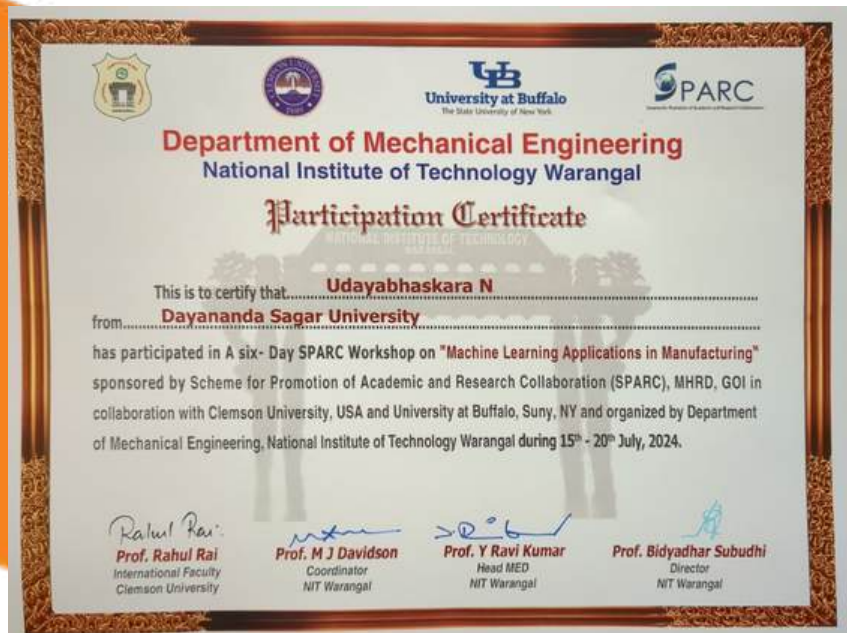 CLEMSON UNIVERSITY
UB
University at Buffalo
The State University of New York
SPARC
Department of Mechanical Engineering
National Institute of Technology Warangal
Participation Certificate
NATIONAL INSTITUTE OF TECHNOLOGY
WARANGAL
This is to certify that Udayabhaskara N
from Dayananda Sagar University
has participated in A six- Day SPARC Workshop on "Machine Learning Applications in Manufacturing"
sponsored by Scheme for Promotion of Academic and Research Collaboration (SPARC), MHRD, GOI in
collaboration with Clemson University, USA and University at Buffalo, Suny, NY and organized by Department
of Mechanical Engineering, National Institute of Technology Warangal during 15th - 20th July, 2024.
Rahul Rai
Prof. Rahul Rai Prof. M J Davidson Prof. Y Ravi Kumar Prof. Bidyadhar Subudhi
International Faculty Coordinator Head MED Director
Clemson University NIT Warangal NIT Warangal NIT Warangal